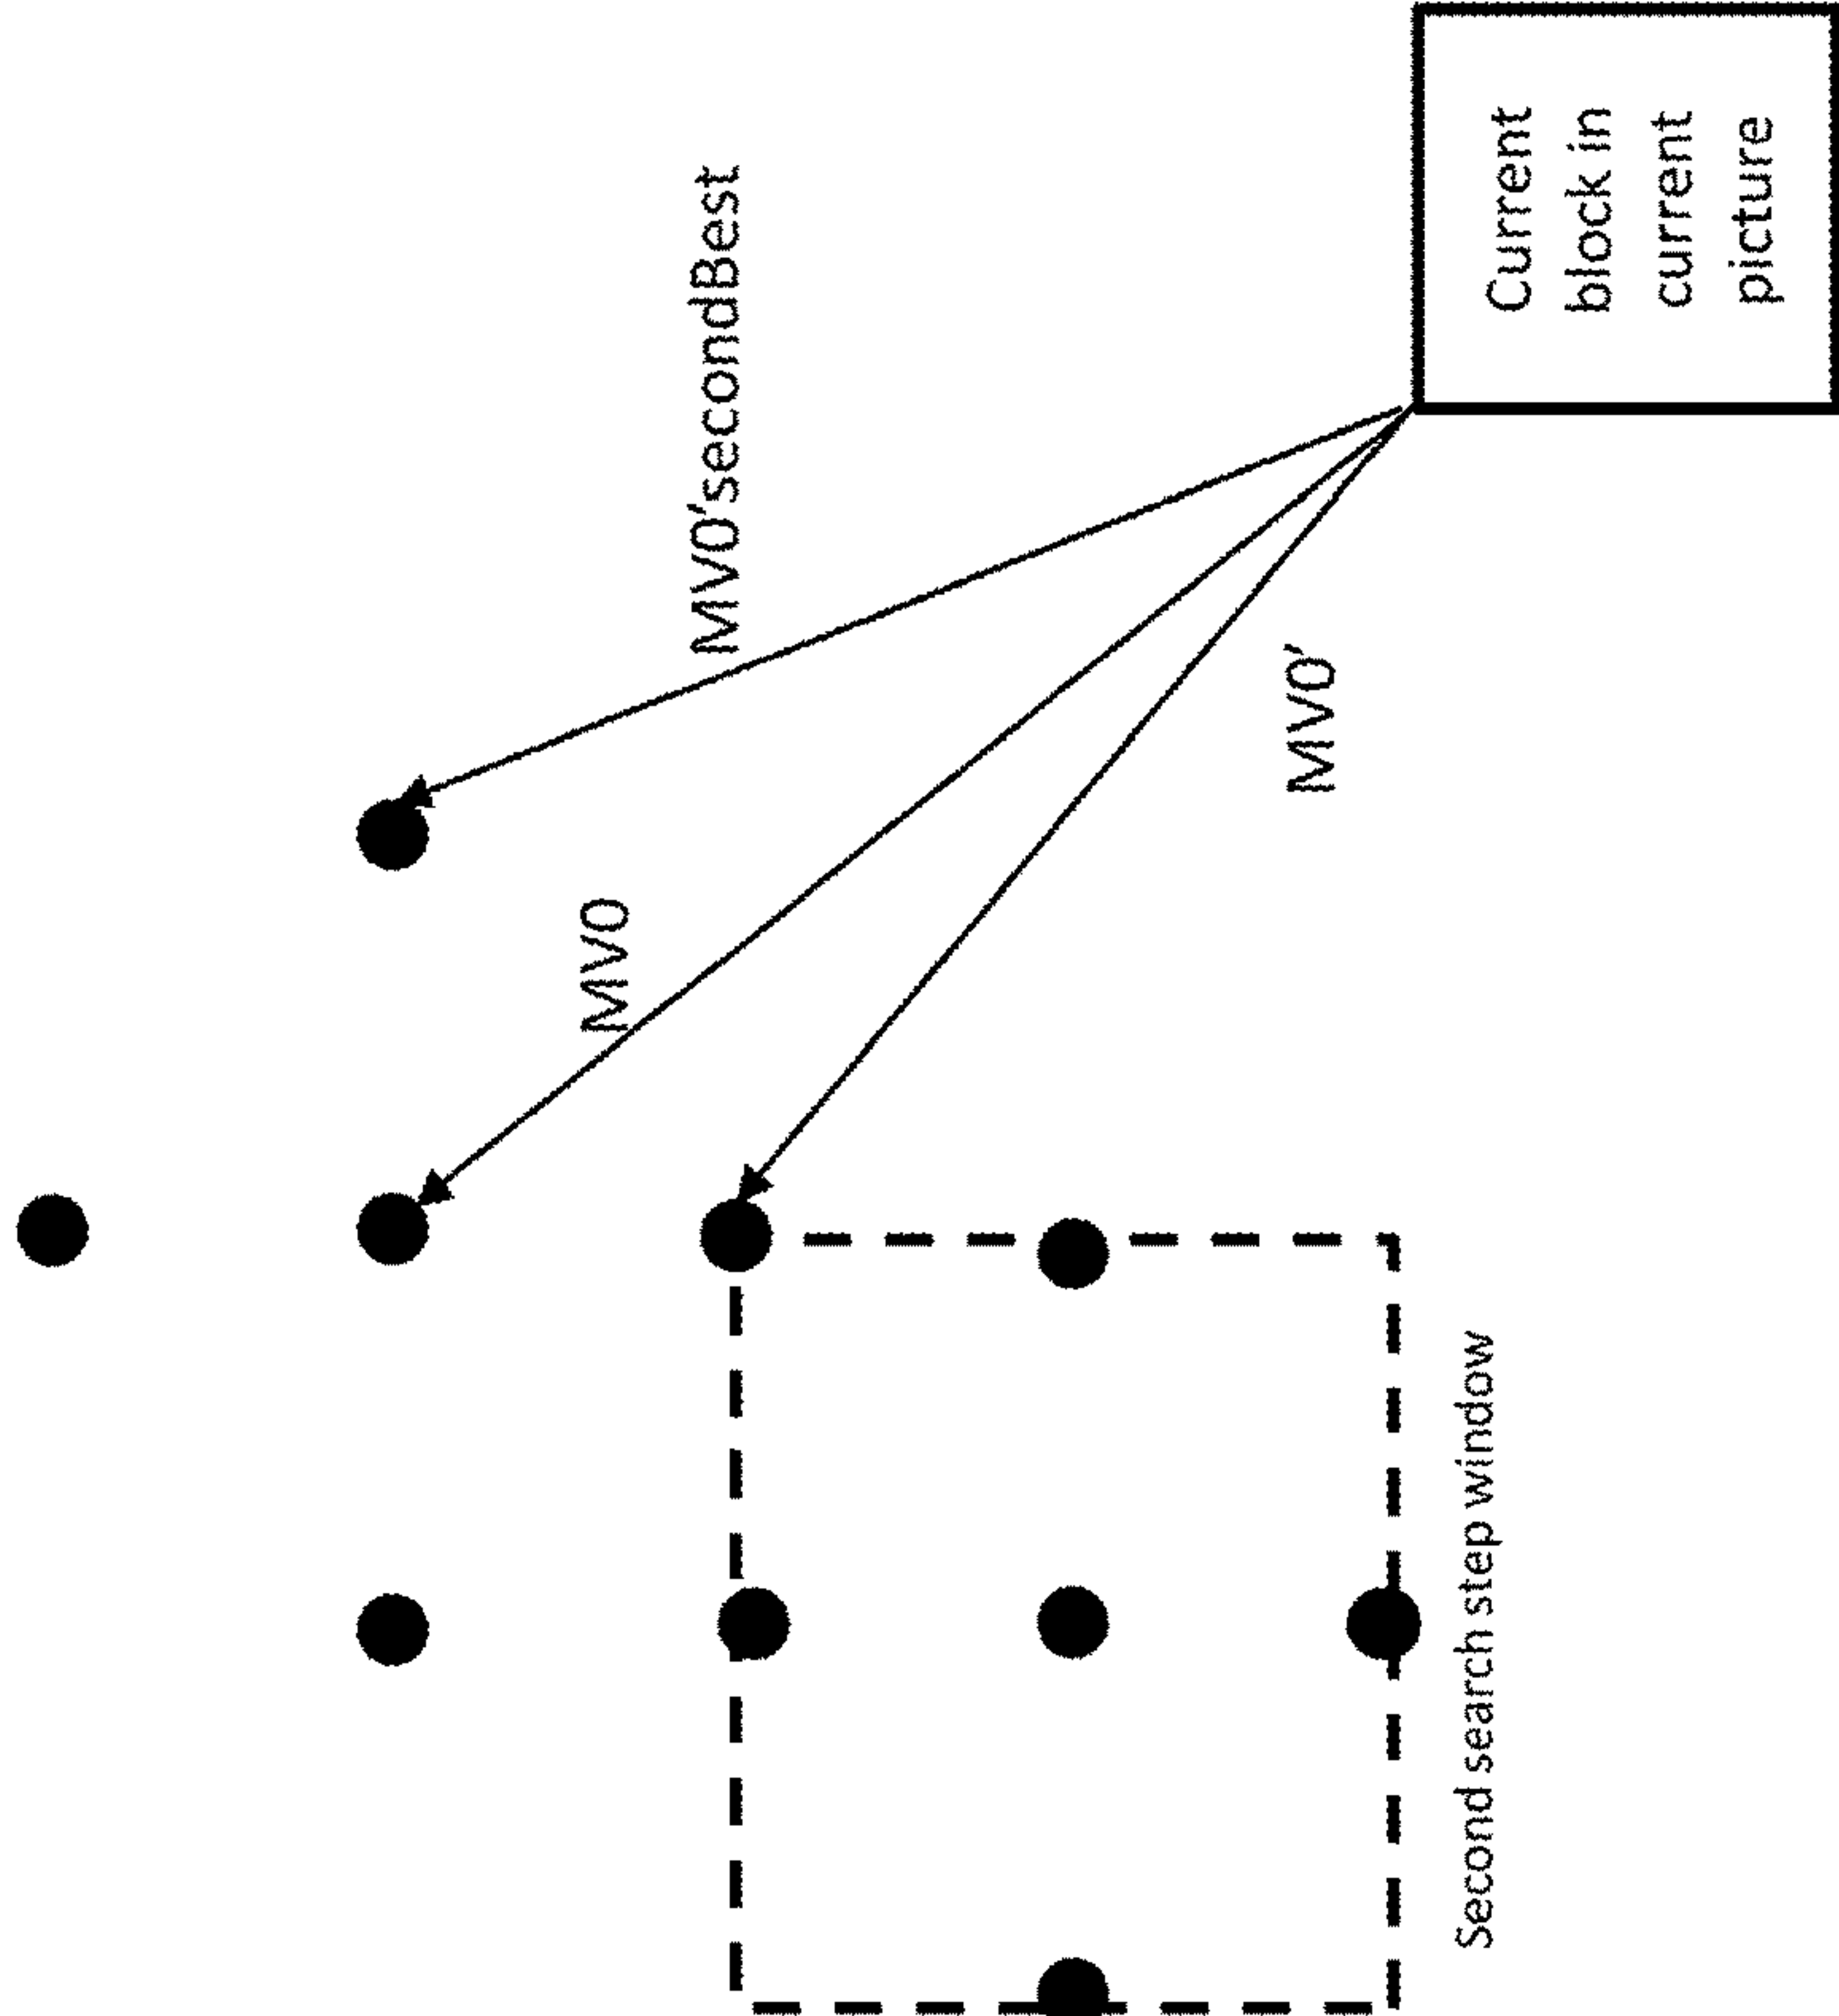 MV0
MV0'secondBest
MV0'
Second search step window
Current
block in
current
picture